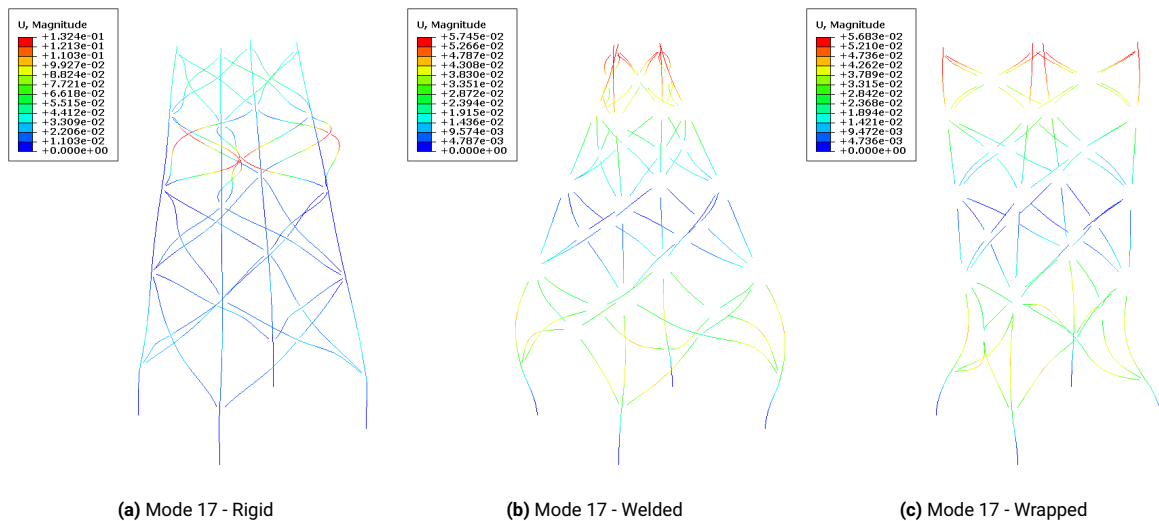 U, Magnitude
+1.324e-01
+1.213e-01
+1.103e-01
+9.927e-02
+8.824e-02
+7.721e-02
+6.618e-02
+5.515e-02
+4.412e-02
+3.309e-02
+2.206e-02
+1.103e-02
+0.000e+00
U, Magnitude
+5.745e-02
+5.266e-02
+4.787e-02
+4.308e-02
+3.830e-02
+3.351e-02
+2.872e-02
+2.394e-02
+1.915e-02
+1.436e-02
+9.574e-03
+4.787e-03
+0.000e+00
U, Magnitude
+5.683e-02
+5.210e-02
+4.736e-02
+4.262e-02
+3.789e-02
+3.315e-02
+2.842e-02
+2.368e-02
+1.894e-02
+1.421e-02
+9.472e-03
+4.736e-03
+0.000e+00
(a) Mode 17 - Rigid
(b) Mode 17 - Welded
(c) Mode 17 - Wrapped